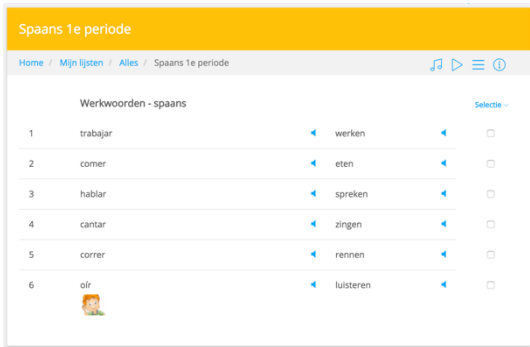 Spaans 1e periode
Home / Mijn lijsten / Alles / Spaans 1e periode
Werkwoorden - spaans Selectie
1 trabajar werken
2 comer eten
3 hablar spreken
4 cantar zingen
5 correr rennen
6 oír luisteren